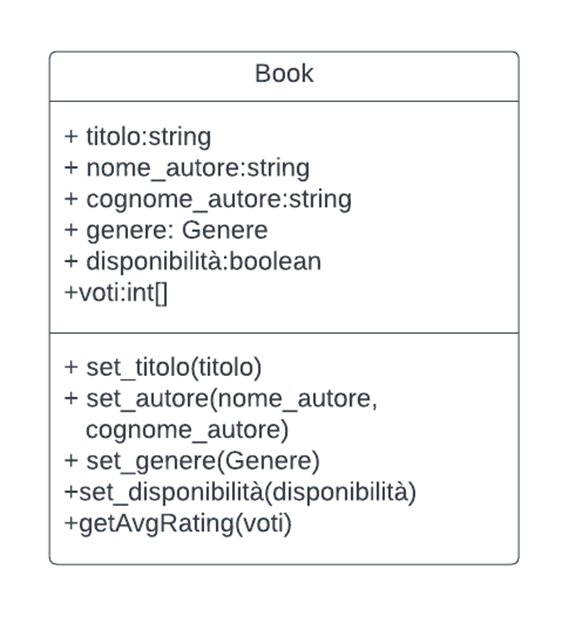 Book
+ titolo:string
+ nome_autore:string
+ cognome_autore:string
+ genere: Genere
+ disponibilità:boolean
+voti:int[]
+ set_titolo(titolo)
+ set_autore(nome_autore,
cognome_autore)
+ set_genere(Genere)
+set_disponibilità(disponibilità)
+getAvgRating(voti)